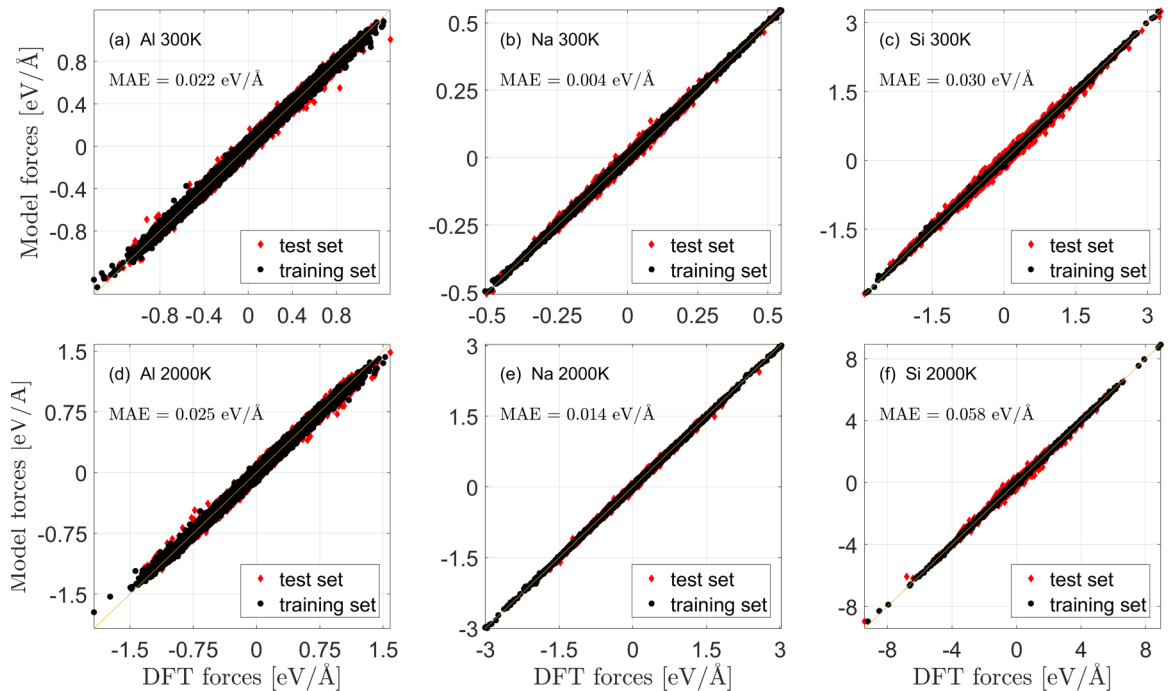 (a) Al 300K
MAE = 0.022 eV/Å
Model forces [eV/Å]
0.8
0.4
0
-0.4
-0.8
-0.8 -0.4 0 0.4 0.8
test set
training set
(b) Na 300K
MAE = 0.004 eV/Å
0.5
0.25
0
-0.25
-0.5
-0.5 -0.25 0 0.25 0.5
test set
training set
(c) Si 300K
MAE = 0.030 eV/Å
3
1.5
0
-1.5
-1.5 0 1.5 3
test set
training set
(d) Al 2000K
MAE = 0.025 eV/Å
Model forces [eV/A]
1.5
0.75
0
-0.75
-1.5
-1.5 -0.75 0 0.75 1.5
DFT forces [eV/Å]
test set
training set
(e) Na 2000K
MAE = 0.014 eV/Å
3
1.5
0
-1.5
-3
-3 -1.5 0 1.5 3
DFT forces [eV/Å]
test set
training set
(f) Si 2000K
MAE = 0.058 eV/Å
8
4
0
-4
-8
-8 -4 0 4 8
DFT forces [eV/Å]
test set
training set